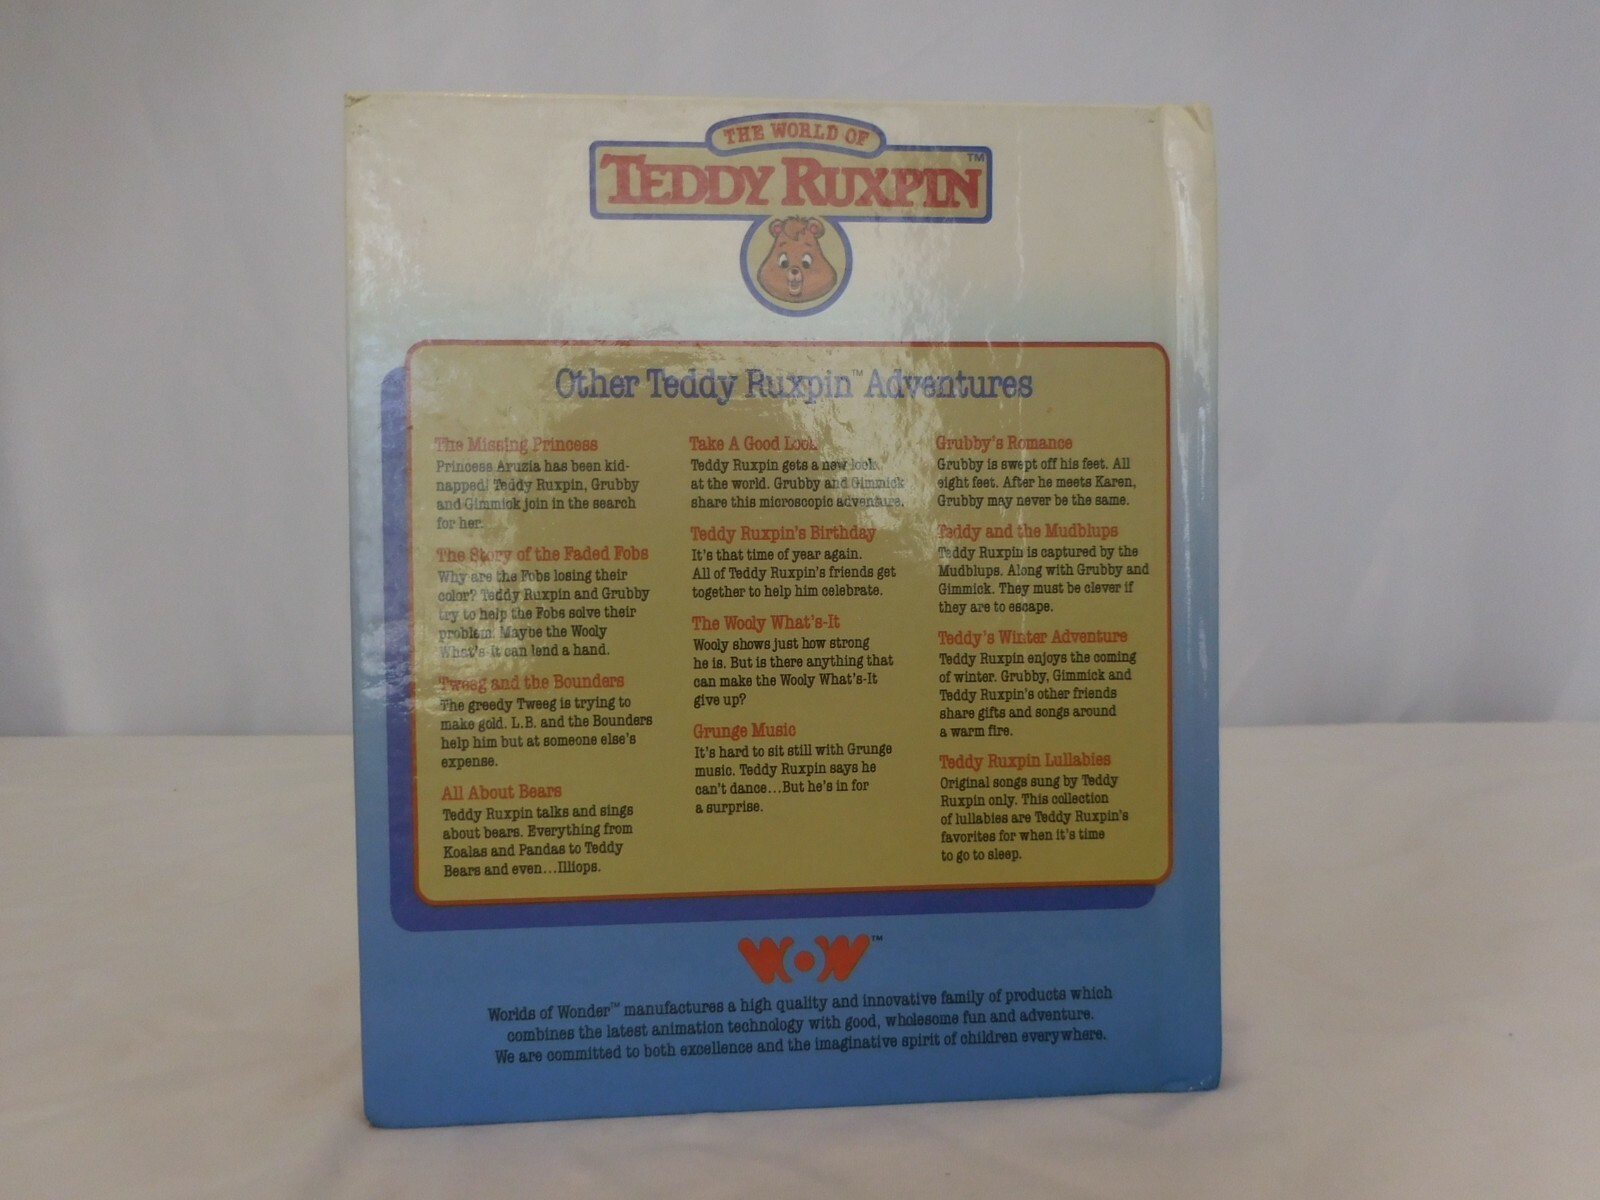 THE WORLD OF
TEDDY RUXPIN™
Other Teddy Ruxpin™ Adventures
The Missing Princess
Princess Aruzia has been kid-
napped! Teddy Ruxpin, Grubby
and Gimmick join in the search
for her.
The Story of the Faded Fobs
Why are the Fobs losing their
color? Teddy Ruxpin and Grubby
try to help the Fobs solve their
problem. Maybe the Wooly
What's-It can lend a hand.
Tweeg and the Bounders
The greedy Tweeg is trying to
make gold. L.B. and the Bounders
help him but at someone else's
expense.
All About Bears
Teddy Ruxpin talks and sings
about bears. Everything from
Koalas and Pandas to Teddy
Bears and even...Illiops.
Take A Good Look
Teddy Ruxpin gets a new look
at the world. Grubby and Gimmick
share this microscopic adventure.
Teddy Ruxpin's Birthday
It's that time of year again.
All of Teddy Ruxpin's friends get
together to help him celebrate.
The Wooly What's-It
Wooly shows just how strong
he is. But is there anything that
can make the Wooly What's-It
give up?
Grunge Music
It's hard to sit still with Grunge
music. Teddy Ruxpin says he
can't dance...But he's in for
a surprise.
Grubby's Romance
Grubby is swept off his feet. All
eight feet. After he meets Karen,
Grubby may never be the same.
Teddy and the Mudblups
Teddy Ruxpin is captured by the
Mudblups. Along with Grubby and
Gimmick. They must be clever if
they are to escape.
Teddy's Winter Adventure
Teddy Ruxpin enjoys the coming
of winter. Grubby, Gimmick and
Teddy Ruxpin's other friends
share gifts and songs around
a warm fire.
Teddy Ruxpin Lullabies
Original songs sung by Teddy
Ruxpin only. This collection
of lullabies are Teddy Ruxpin's
favorites for when it's time
to go to sleep.
WOW™
Worlds of Wonder™ manufactures a high quality and innovative family of products which
combines the latest animation technology with good, wholesome fun and adventure.
We are committed to both excellence and the imaginative spirit of children everywhere.